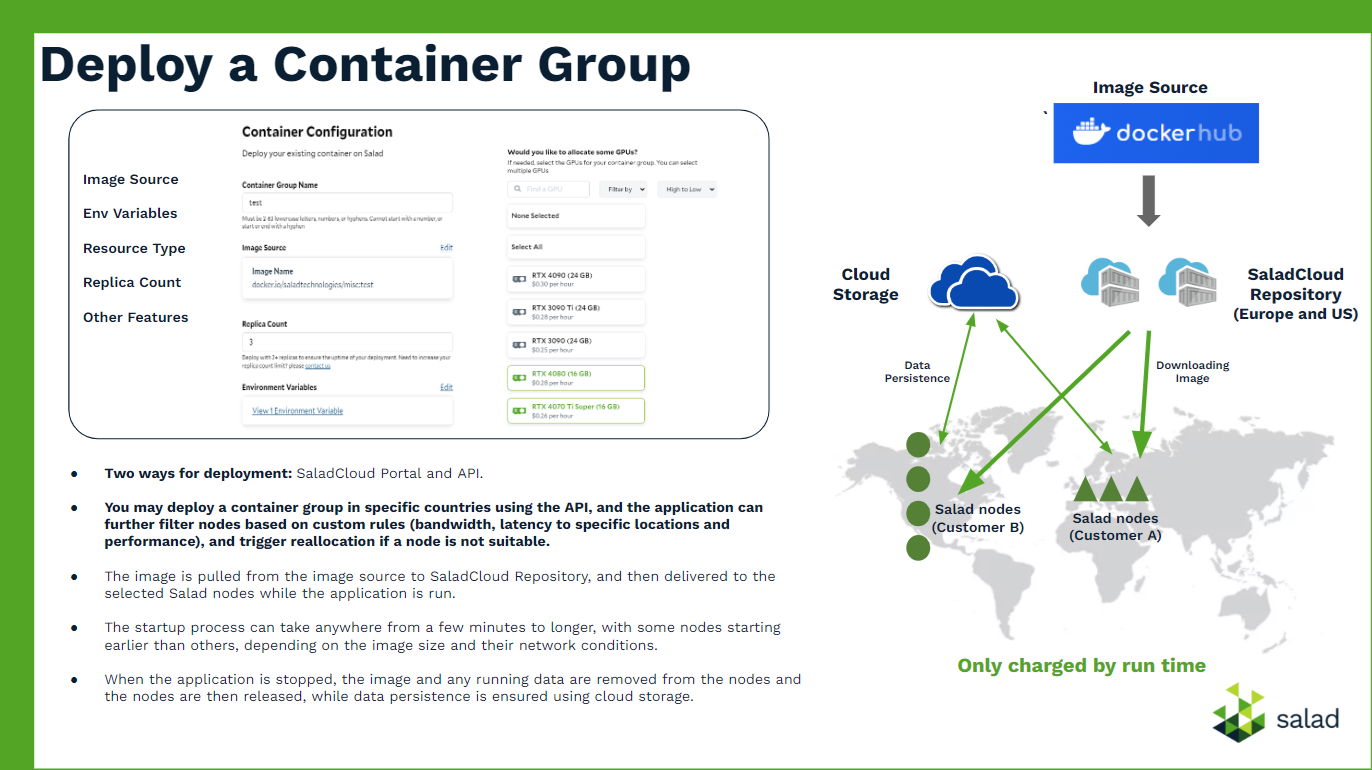 Deploy a Container Group
Image Source
Env Variables
Resource Type
Replica Count
Other Features
Container Configuration
Deploy your existing container on Salad
Container Group Name
test
Must be 2-63 lowercase letters, numbers, or hyphens. Cannot start with a number, or
start or end with a hyphen
Image Source
Edit
Image Name
docker.io/saladtechnologies/misc:test
Replica Count
3
Deploy with 3+ replicas to ensure the uptime of your deployment. Need to increase your
replica count limit? please contact us
Environment Variables
Edit
View 1 Environment Variable
Would you like to allocate some GPUs?
If needed, select the GPUs for your container group. You can select
multiple GPUs
Find a GPU
Filter by
High to Low
None Selected
Select All
RTX 4090 (24 GB)
$0.30 per hour
RTX 3090 Ti (24 GB)
$0.28 per hour
RTX 3090 (24 GB)
$0.25 per hour
RTX 4080 (16 GB)
$0.28 per hour
RTX 4070 Ti Super (16 GB)
$0.26 per hour
● Two ways for deployment: SaladCloud Portal and API.
● You may deploy a container group in specific countries using the API, and the application can
further filter nodes based on custom rules (bandwidth, latency to specific locations and
performance), and trigger reallocation if a node is not suitable.
● The image is pulled from the image source to SaladCloud Repository, and then delivered to the
selected Salad nodes while the application is run.
● The startup process can take anywhere from a few minutes to longer, with some nodes starting
earlier than others, depending on the image size and their network conditions.
● When the application is stopped, the image and any running data are removed from the nodes and
the nodes are then released, while data persistence is ensured using cloud storage.
Image Source
`
dockerhub
Cloud
Storage
SaladCloud
Repository
(Europe and US)
Data
Persistence
Downloading
Image
Salad nodes
(Customer B)
Salad nodes
(Customer A)
Only charged by run time
salad